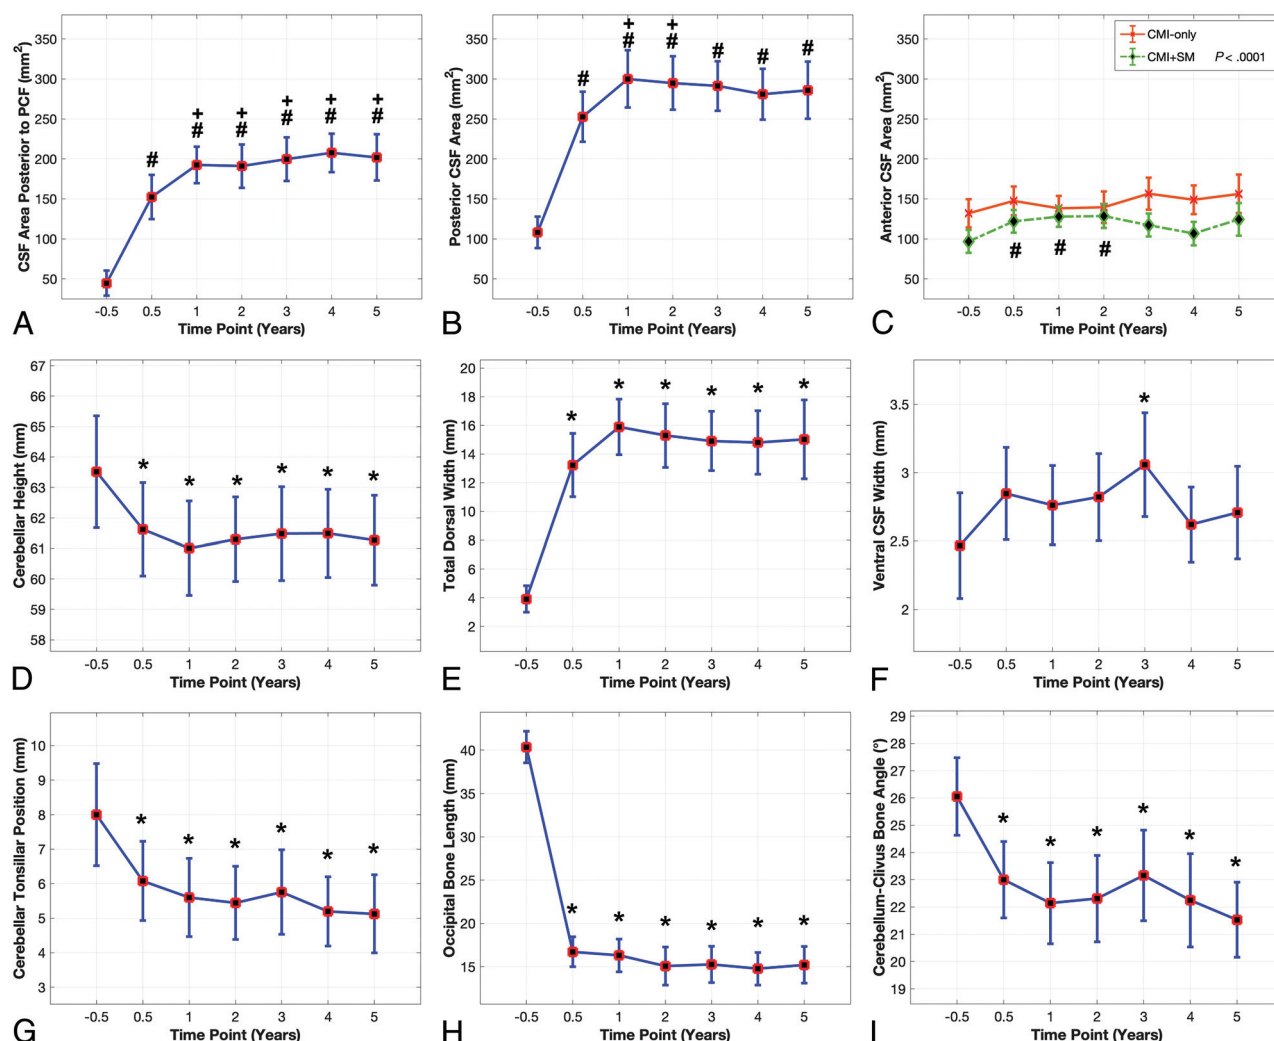 CSF Area Posterior to PCF (mm²)
350
300
250
200
150
100
50
+ + + + +
# # # # # #
-0.5 0.5 1 2 3 4 5
Time Point (Years)
A
Posterior CSF Area (mm²)
350
300
250
200
150
100
50
+ +
# # # # # #
-0.5 0.5 1 2 3 4 5
Time Point (Years)
B
Anterior CSF Area (mm²)
350
300
250
200
150
100
50
CMI-only
CMI+SM P< .0001
# # #
-0.5 0.5 1 2 3 4 5
Time Point (Years)
C
Cerebellar Height (mm)
67
66
65
64
63
62
61
60
59
58
* * * * * *
-0.5 0.5 1 2 3 4 5
Time Point (Years)
D
Total Dorsal Width (mm)
20
18
16
14
12
10
8
6
4
2
* * * * * *
-0.5 0.5 1 2 3 4 5
Time Point (Years)
E
Ventral CSF Width (mm)
3.5
3
2.5
2
*
-0.5 0.5 1 2 3 4 5
Time Point (Years)
F
Cerebellar Tonsillar Position (mm)
10
9
8
7
6
5
4
3
* * * * * *
-0.5 0.5 1 2 3 4 5
Time Point (Years)
G
Occipital Bone Length (mm)
40
35
30
25
20
15
* * * * * *
-0.5 0.5 1 2 3 4 5
Time Point (Years)
H
Cerebellum-Clivus Bone Angle (°)
29
28
27
26
25
24
23
22
21
20
19
* * * * * *
-0.5 0.5 1 2 3 4 5
Time Point (Years)
I